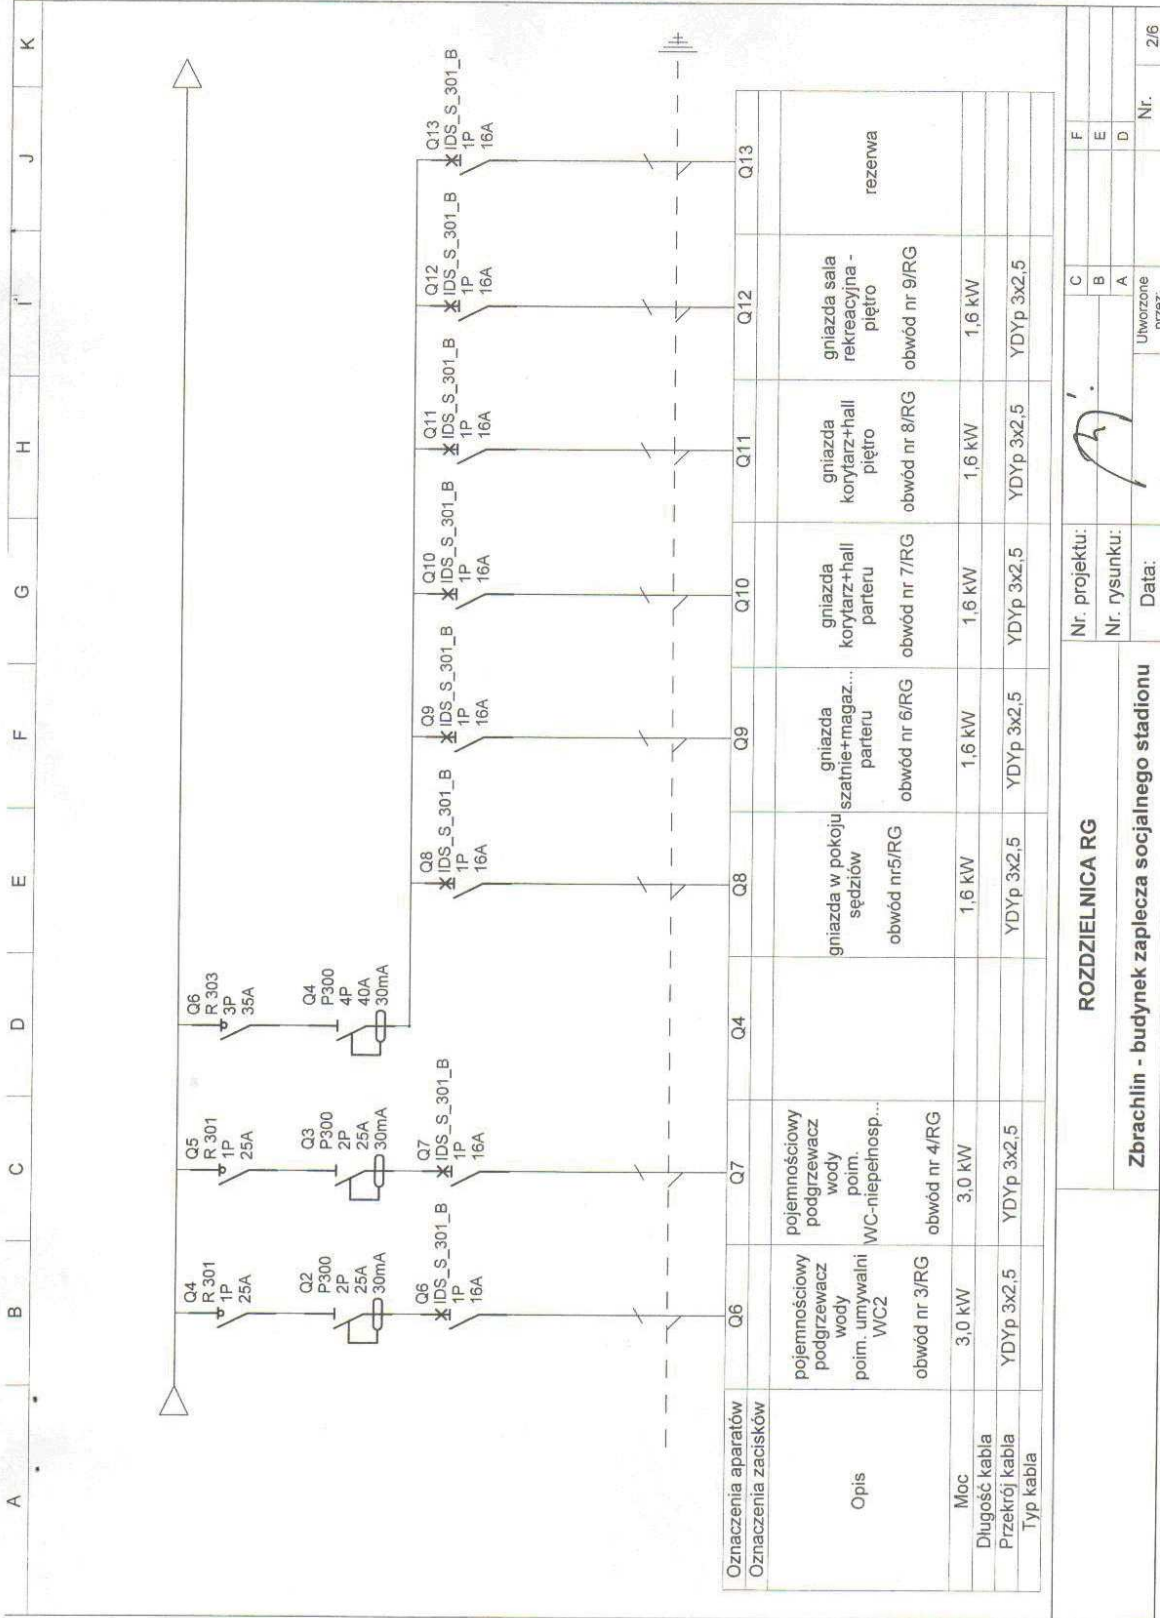 A B C D E F G H I J K
Q4
R 301
1P
25A
Q2
P300
2P
25A
30mA
Q6
IDS_S_301_B
1P
16A
Q5
R 301
1P
25A
Q3
P300
2P
25A
30mA
Q7
IDS_S_301_B
1P
16A
Q6
R 303
3P
35A
Q4
P300
4P
40A
30mA
Q8
IDS_S_301_B
1P
16A
Q9
IDS_S_301_B
1P
16A
Q10
IDS_S_301_B
1P
16A
Q11
IDS_S_301_B
1P
16A
Q12
IDS_S_301_B
1P
16A
Q13
IDS_S_301_B
1P
16A
Oznaczenia aparatów Q6 Q7 Q4 Q8 Q9 Q10 Q11 Q12 Q13
Oznaczenia zacisków
Opis
pojemnościowy
podgrzewacz
wody
poim. umywalni
WC2
obwód nr 3/RG
pojemnościowy
podgrzewacz
wody
poim.
WC-niepełnosp...
obwód nr 4/RG
gniazda w pokoju
sędziów
obwód nr5/RG
gniazda
szatnie+magaz...
parteru
obwód nr 6/RG
gniazda
korytarz+hall
parteru
obwód nr 7/RG
gniazda
korytarz+hall
piętro
obwód nr 8/RG
gniazda sala
rekreacyjna -
piętro
obwód nr 9/RG
rezerwa
Moc 3,0 kW 3,0 kW 1,6 kW 1,6 kW 1,6 kW 1,6 kW 1,6 kW
Długość kabla
Przekrój kabla YDYp 3x2,5 YDYp 3x2,5 YDYp 3x2,5 YDYp 3x2,5 YDYp 3x2,5 YDYp 3x2,5 YDYp 3x2,5
Typ kabla
ROZDZIELNICA RG
Zbrachlin - budynek zaplecza socjalnego stadionu
Nr. projektu:
Nr. rysunku:
Data:
C F
B E
A D
Utworzone
przez:
Nr. 2/6